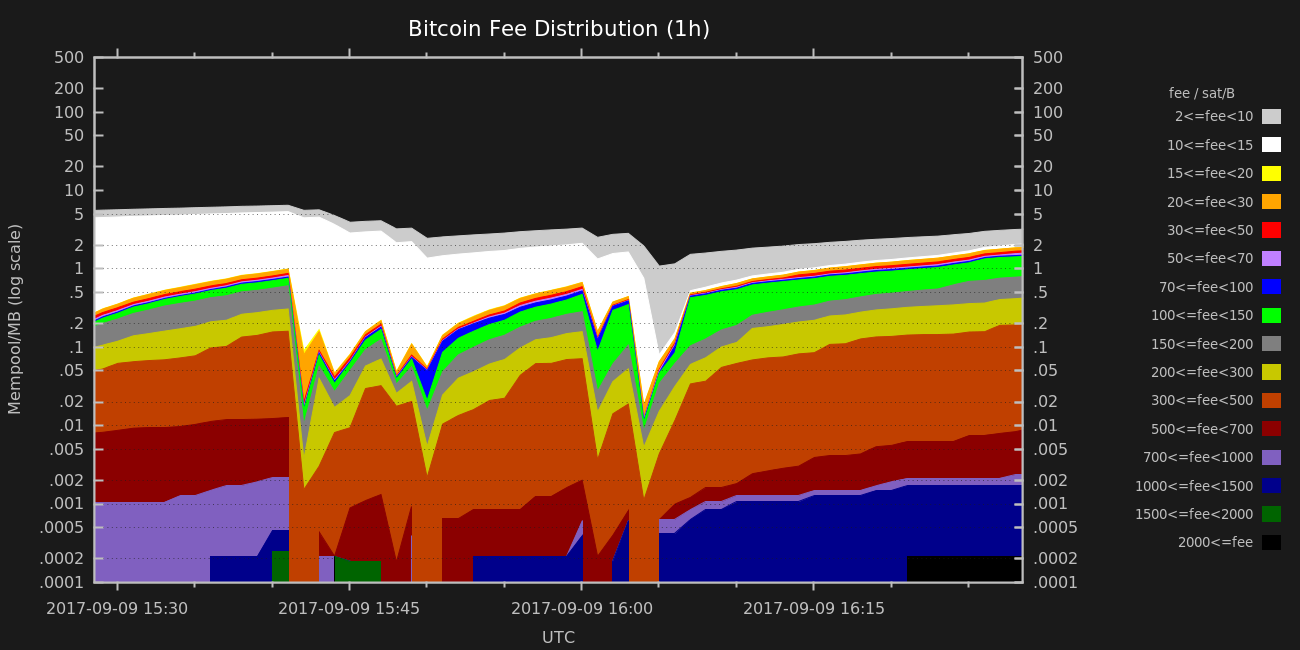 Bitcoin Fee Distribution (1h)
500 500
200 200
100 100
50 50
20 20
10 10
5 5
2 2
1 1
.5 .5
.2 .2
.1 .1
.05 .05
.02 .02
.01 .01
.005 .005
.002 .002
.001 .001
.0005 .0005
.0002 .0002
.0001 .0001
Mempool/MB (log scale)
2017-09-09 15:30 2017-09-09 15:45 2017-09-09 16:00 2017-09-09 16:15
UTC
fee / sat/B
2<=fee<10
10<=fee<15
15<=fee<20
20<=fee<30
30<=fee<50
50<=fee<70
70<=fee<100
100<=fee<150
150<=fee<200
200<=fee<300
300<=fee<500
500<=fee<700
700<=fee<1000
1000<=fee<1500
1500<=fee<2000
2000<=fee